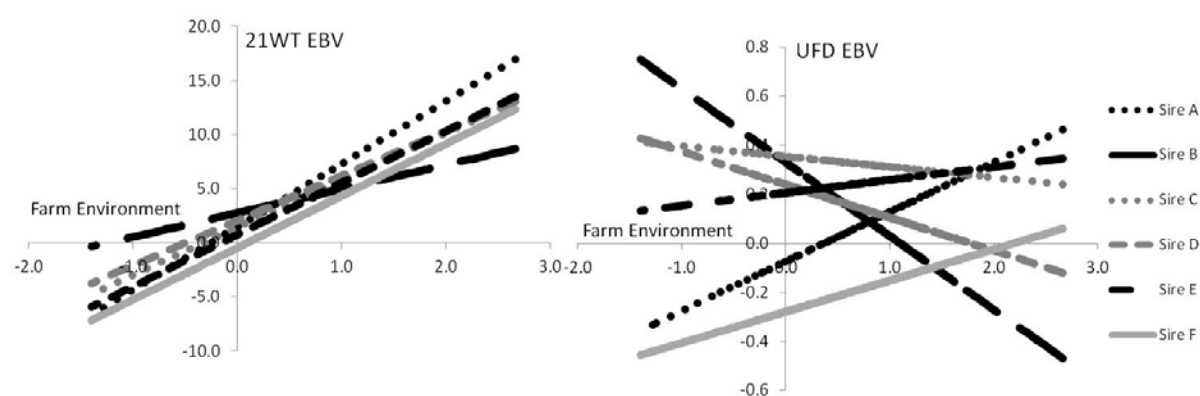 21WT EBV
20.0
15.0
10.0
5.0
0.0
-5.0
-10.0
Farm Environment
-2.0 -1.0 0.0 1.0 2.0 3.0
UFD EBV
0.8
0.6
0.4
0.2
0.0
-0.2
-0.4
-0.6
Farm Environment
-2.0 -1.0 0.0 1.0 2.0 3.0
Sire A
Sire B
Sire C
Sire D
Sire E
Sire F